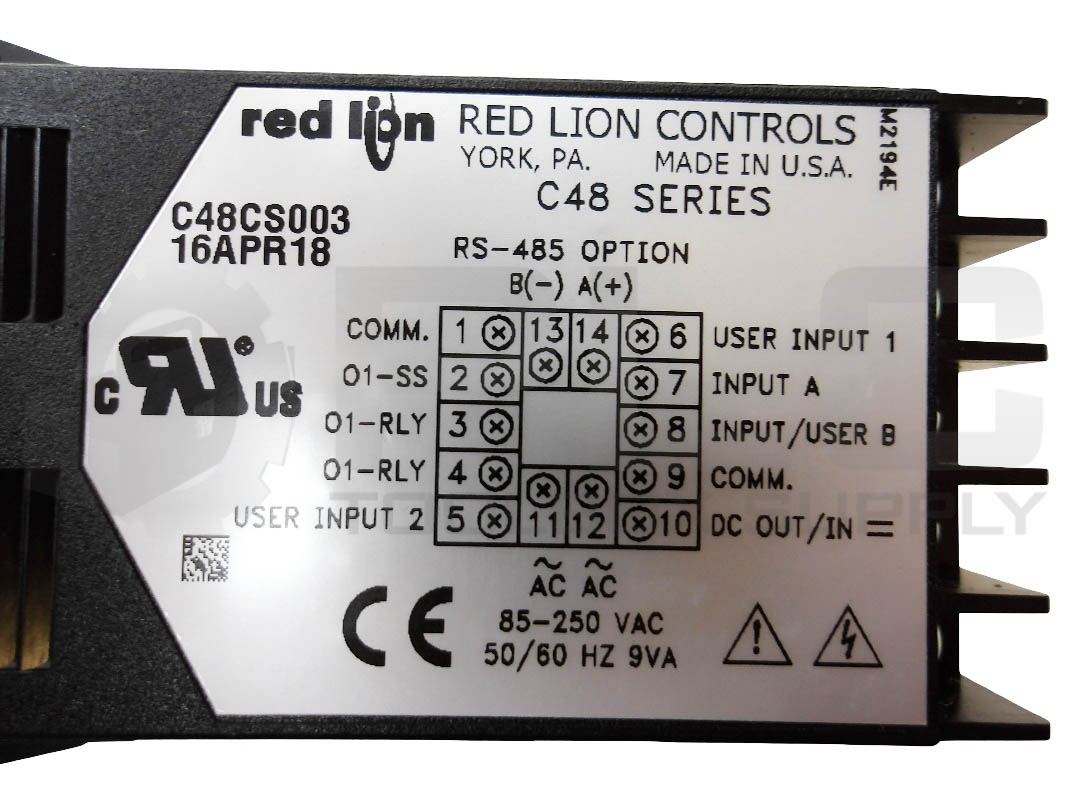 red lion RED LION CONTROLS
YORK, PA. MADE IN U.S.A.
C48 SERIES
M2194E
C48CS003
16APR18
RS-485 OPTION
B(-) A(+)
COMM. 1 13 14 6 USER INPUT 1
O1-SS 2 7 INPUT A
O1-RLY 3 8 INPUT/USER B
O1-RLY 4 9 COMM.
USER INPUT 2 5 11 12 10 DC OUT/IN
AC AC
85-250 VAC
50/60 HZ 9VA
C RU ® US
CE
SUPPLY